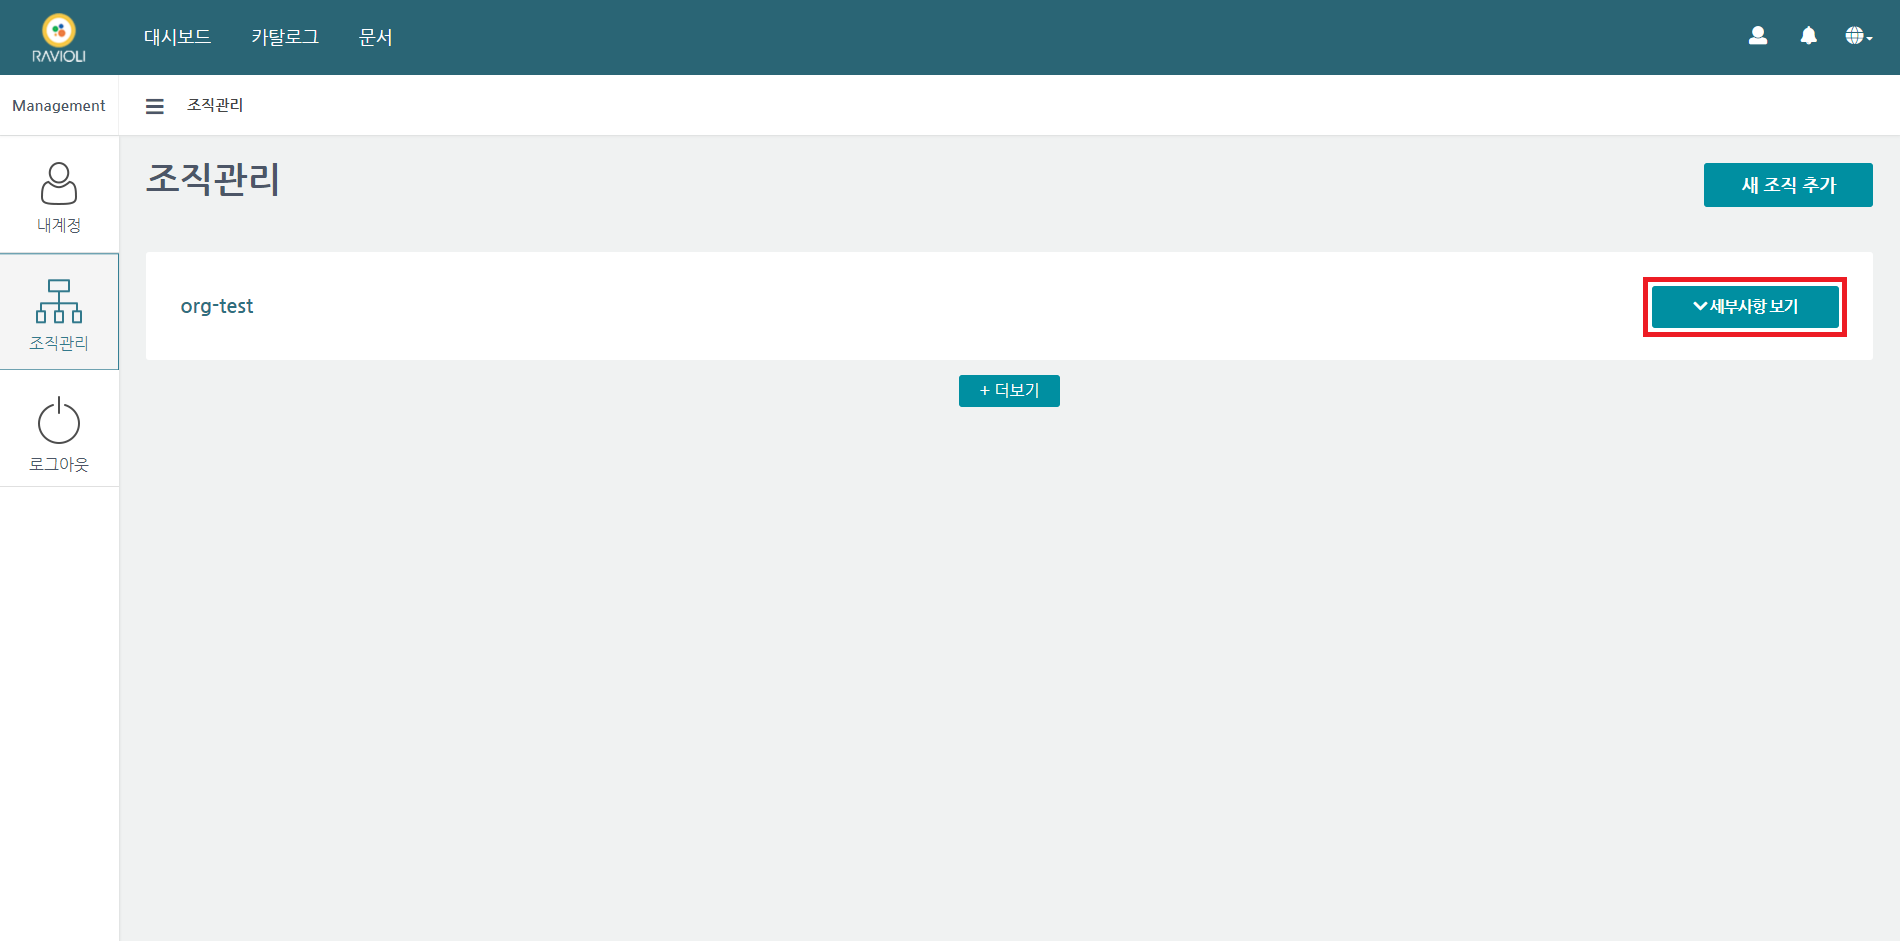 RAVIOLI
대시보드 카탈로그 문서
Management
조직관리
내계정
조직관리
로그아웃
조직관리
새 조직 추가
org-test
세부사항 보기
+ 더보기